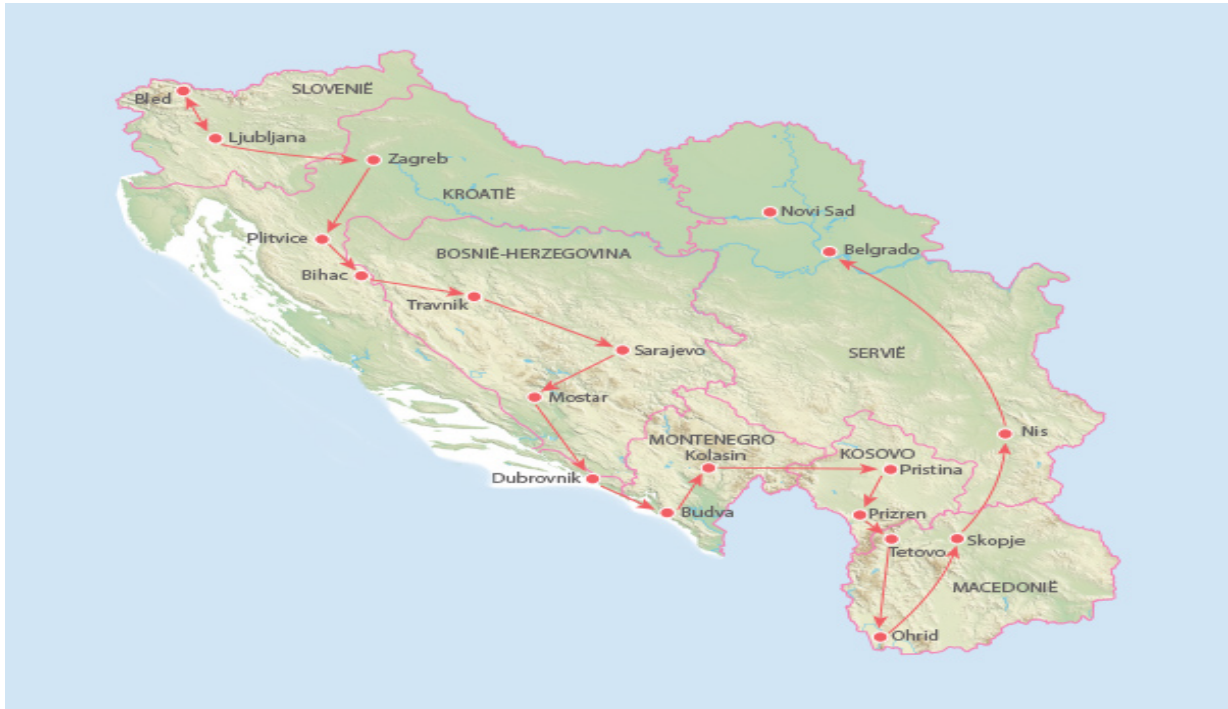 SLOVENIË
Bled
Ljubljana
Zagreb
KROATIË
Novi Sad
Plitvice
Belgrado
BOSNIË-HERZEGOVINA
Bihac
Travnik
Sarajevo
SERVIË
Mostar
Nis
MONTENEGRO
Kolasin
KOSOVO
Pristina
Dubrovnik
Budva
Prizren
Skopje
Tetovo
MACEDONIË
Ohrid